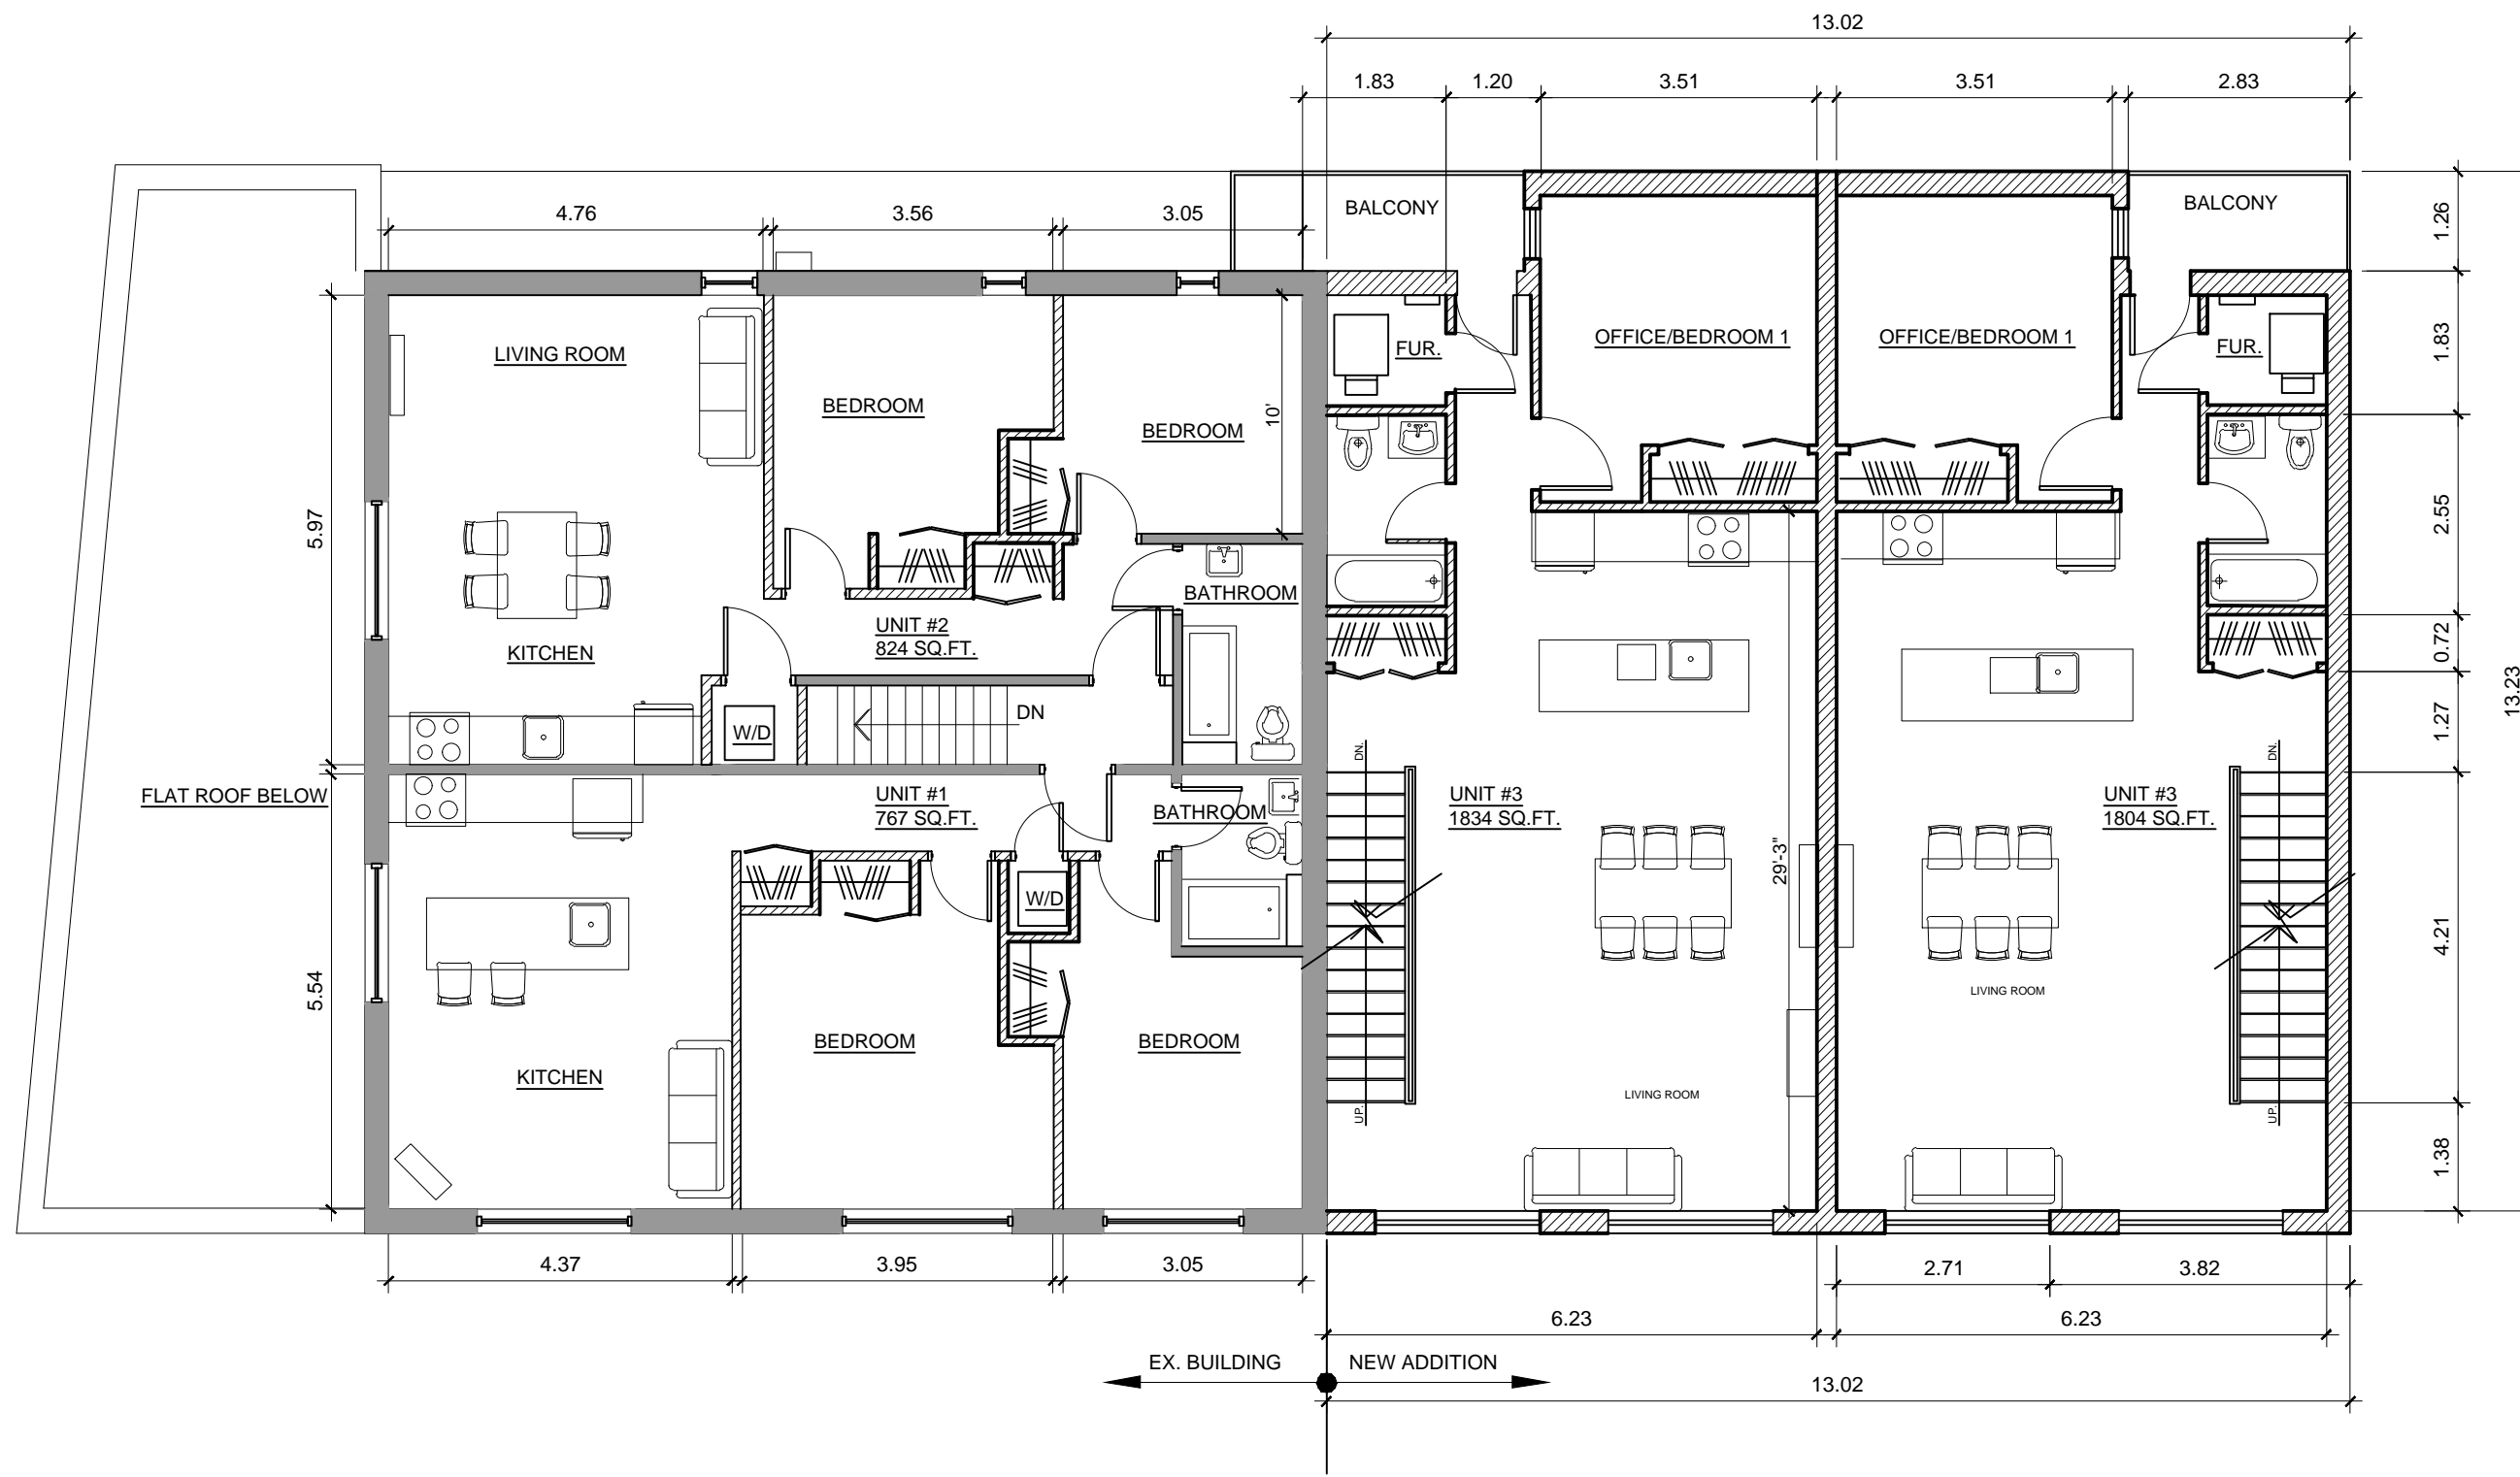 13.02
1.83
1.20
3.51
3.51
2.83
4.76
3.56
3.05
BALCONY
BALCONY
1.26
LIVING ROOM
BEDROOM
BEDROOM
10'
FUR.
OFFICE/BEDROOM 1
OFFICE/BEDROOM 1
FUR.
1.83
5.97
2.55
BATHROOM
UNIT #2
824 SQ.FT.
KITCHEN
0.72
13.23
W/D
DN
DN.
DN.
1.27
FLAT ROOF BELOW
UNIT #1
767 SQ.FT.
BATHROOM
UNIT #3
1834 SQ.FT.
UNIT #3
1804 SQ.FT.
29'-3"
W/D
4.21
5.54
LIVING ROOM
BEDROOM
BEDROOM
KITCHEN
LIVING ROOM
UP.
UP.
1.38
4.37
3.95
3.05
2.71
3.82
6.23
6.23
EX. BUILDING
NEW ADDITION
13.02